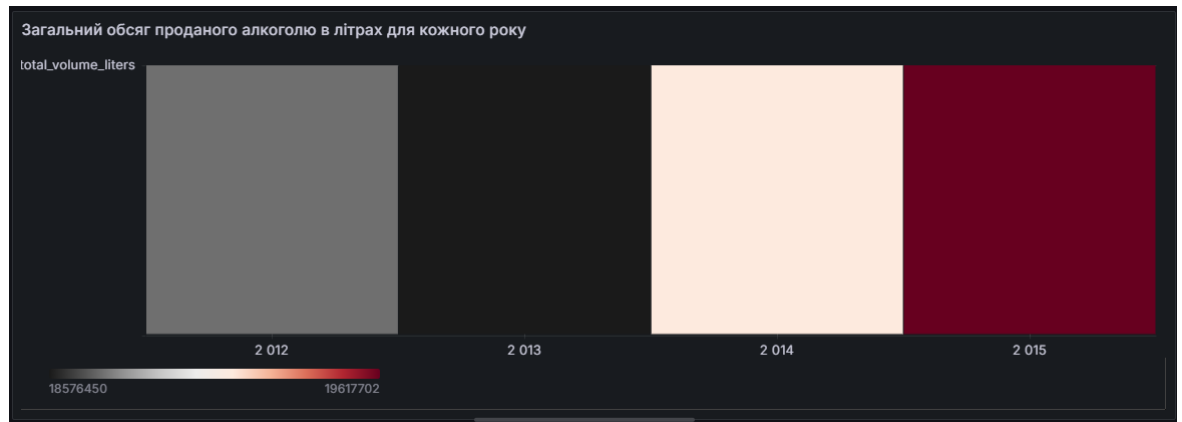 Загальний обсяг проданого алкоголю в літрах для кожного року
total_volume_liters
2 012 2 013 2 014 2 015
18576450 19617702